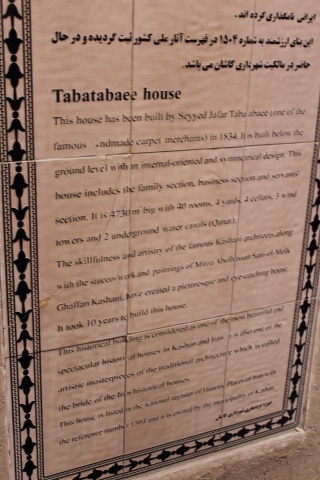 ایرانی نامگذاری کرده اند .
این بنای ارزشمند به شماره ۱۵۰۴ در فهرست آثار ملی کشور ثبت گردیده و در حال
حاضر در مالکیت شهرداری کاشان می باشد.
Tabatabaee house
This house has been built by Seyyed Jafar Taba abaee (one of the
famous ndmade carpet merchants) in 1834. It is built below the
ground level with an internal-oriented and symmetrical design. This
house includes the family section, business section and servants'
section. It is 4730m big with 40 rooms, 4 yards, 4 cellars, 3 wind
towers and 2 underground water canals (Qanat).
The skillfulness and artistry of the famous Kashan architects along
with the stucco-work and paintings of Mirza Abolhassan Sani-ol-Molk
Ghaffari Kashani, have created a picturesque and eye-catching house.
It took 10 years to build this house.
This historical building is considered as one of the most beautiful and
spectacular historical houses in Kashan and Iran. It is also one of the
artistic masterpieces of the traditional architecture which is called
the bride of the Iran historical houses.
This house is listed in the national register of Historic Places of Iran with
the reference number 1504 and it is owned by the municipality of Kashan.